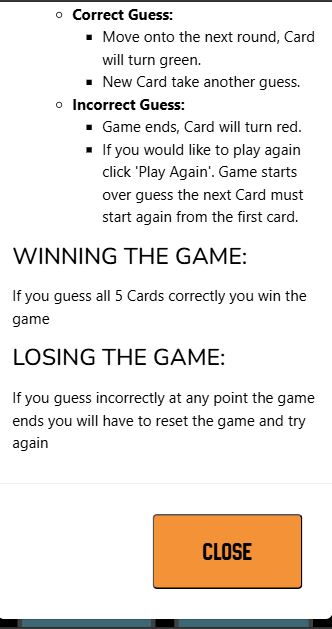 Correct Guess:
Move onto the next round, Card
will turn green.
New Card take another guess.
Incorrect Guess:
Game ends, Card will turn red.
If you would like to play again
click 'Play Again'. Game starts
over guess the next Card must
start again from the first card.
WINNING THE GAME:
If you guess all 5 Cards correctly you win the
game
LOSING THE GAME:
If you guess incorrectly at any point the game
ends you will have to reset the game and try
again
CLOSE